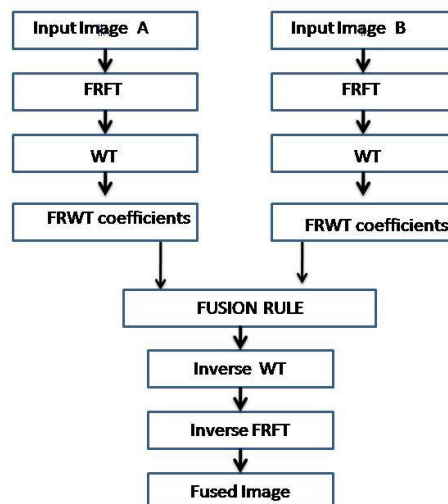 Input Image A
Input Image B
FRFT
FRFT
WT
WT
FRWT coefficients
FRWT coefficients
FUSION RULE
Inverse WT
Inverse FRFT
Fused Image